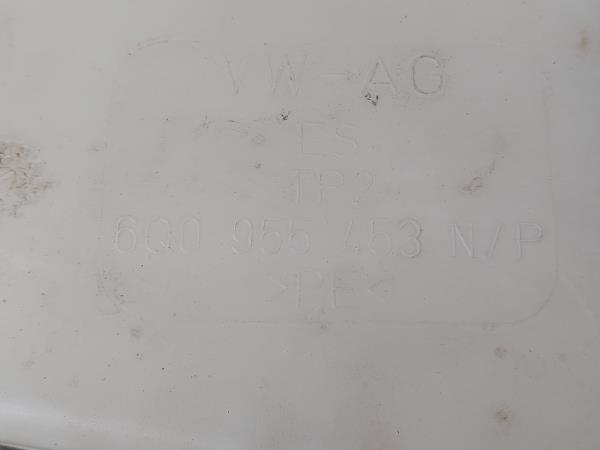 VW-AG
ES
TP2
6Q0 955 453 N/P
>PE<